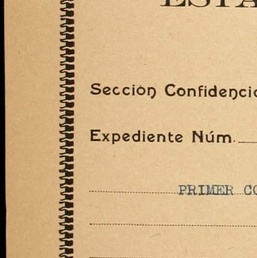 ESTA
Sección Confidencia
Expediente Núm.
PRIMER CO